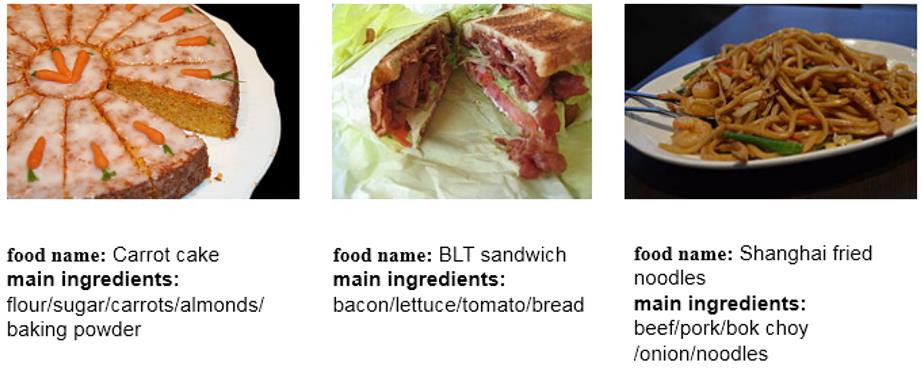 food name: Carrot cake
main ingredients:
flour/sugar/carrots/almonds/
baking powder
food name: BLT sandwich
main ingredients:
bacon/lettuce/tomato/bread
food name: Shanghai fried
noodles
main ingredients:
beef/pork/bok choy
/onion/noodles